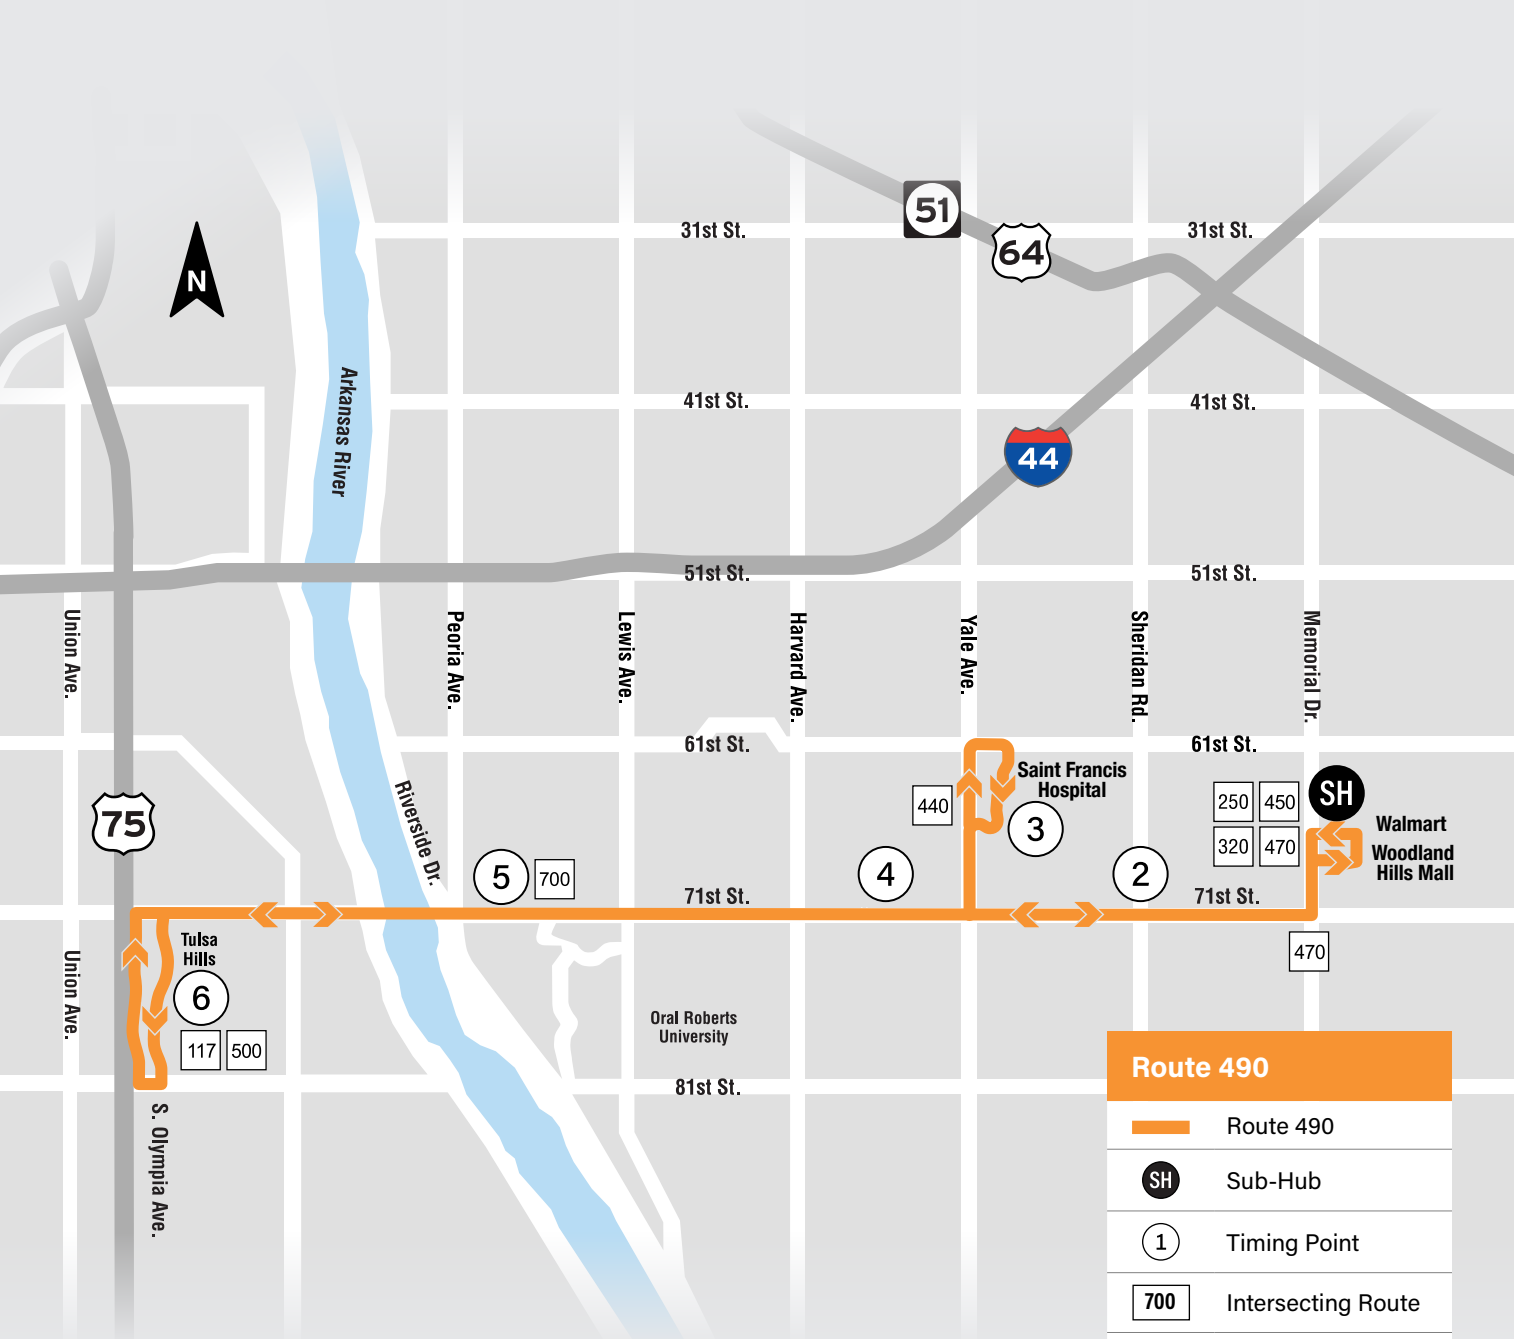 51
31st St.
31st St.
64
N
Arkansas River
41st St.
41st St.
44
51st St.
51st St.
Union Ave.
Peoria Ave.
Lewis Ave.
Harvard Ave.
Yale Ave.
Sheridan Rd.
Memorial Dr.
61st St.
61st St.
Saint Francis
Hospital
3
440
250
450
320
470
SH
Walmart
Woodland
Hills Mall
75
Riverside Dr.
5
700
4
2
71st St.
71st St.
470
Tulsa
Hills
6
117
500
Union Ave.
Oral Roberts
University
81st St.
S. Olympia Ave.
Route 490
Route 490
SH
Sub-Hub
1
Timing Point
700
Intersecting Route